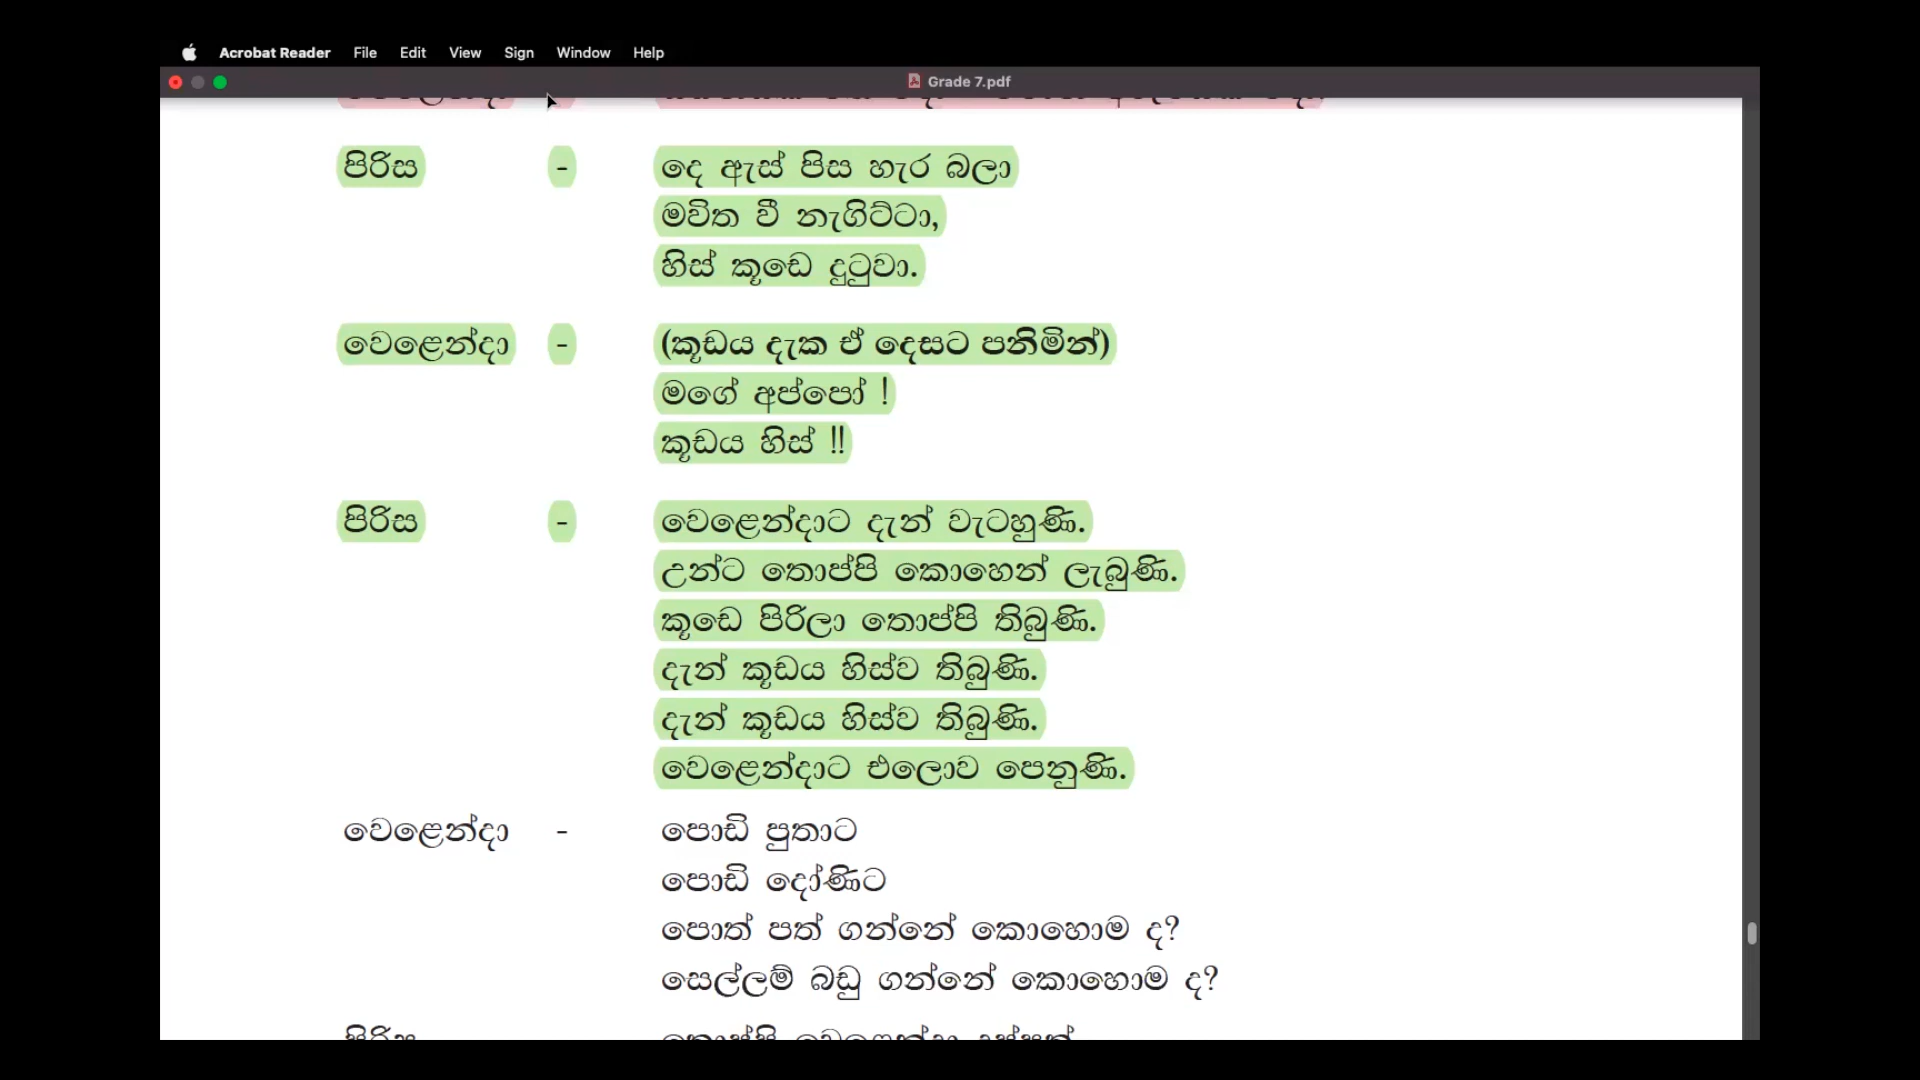 Acrobat Reader File Edit View Sign Window Help
Grade 7.pdf
පිරිස - දෙ ඇස් පිස හැර බලා
මවිත වී නැගිට්ටා,
හිස් කූඩෙ දුටුවා.
වෙළෙන්දා - (කූඩය දැක ඒ දෙසට පනිමින්)
මගේ අප්පෝ !
කූඩය හිස් !!
පිරිස - වෙළෙන්දාට දැන් වැටහුණි.
උන්ට තොප්පි කොහෙන් ලැබුණි.
කූඩෙ පිරිලා තොප්පි තිබුණි.
දැන් කූඩය හිස්ව තිබුණි.
දැන් කූඩය හිස්ව තිබුණි.
වෙළෙන්දාට එලොව පෙනුණි.
වෙළෙන්දා - පොඩි පුතාට
පොඩි දෝණිට
පොත් පත් ගන්නේ කොහොම ද?
සෙල්ලම් බඩු ගන්නේ කොහොම ද?